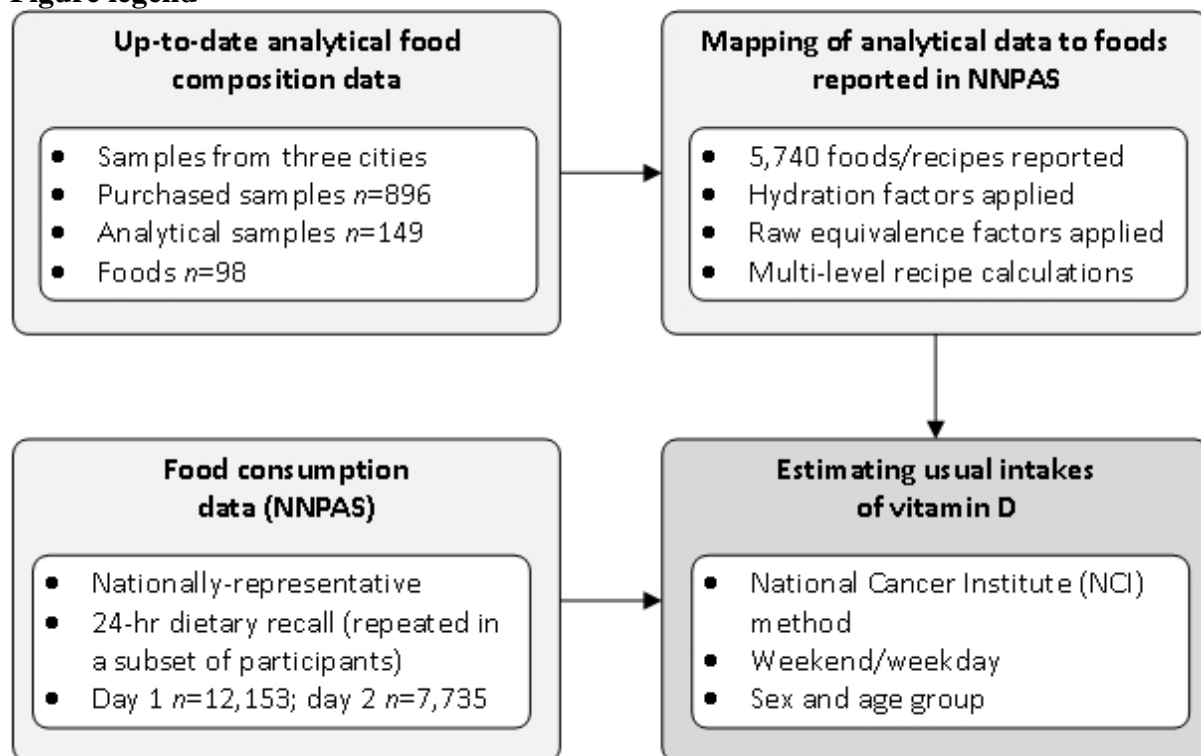 Figure legend
Up-to-date analytical food
composition data
● Samples from three cities
● Purchased samples n=896
● Analytical samples n=149
● Foods n=98
Mapping of analytical data to foods
reported in NNPAS
● 5,740 foods/recipes reported
● Hydration factors applied
● Raw equivalence factors applied
● Multi-level recipe calculations
Food consumption
data (NNPAS)
● Nationally-representative
● 24-hr dietary recall (repeated in
a subset of participants)
● Day 1 n=12,153; day 2 n=7,735
Estimating usual intakes
of vitamin D
● National Cancer Institute (NCI)
method
● Weekend/weekday
● Sex and age group